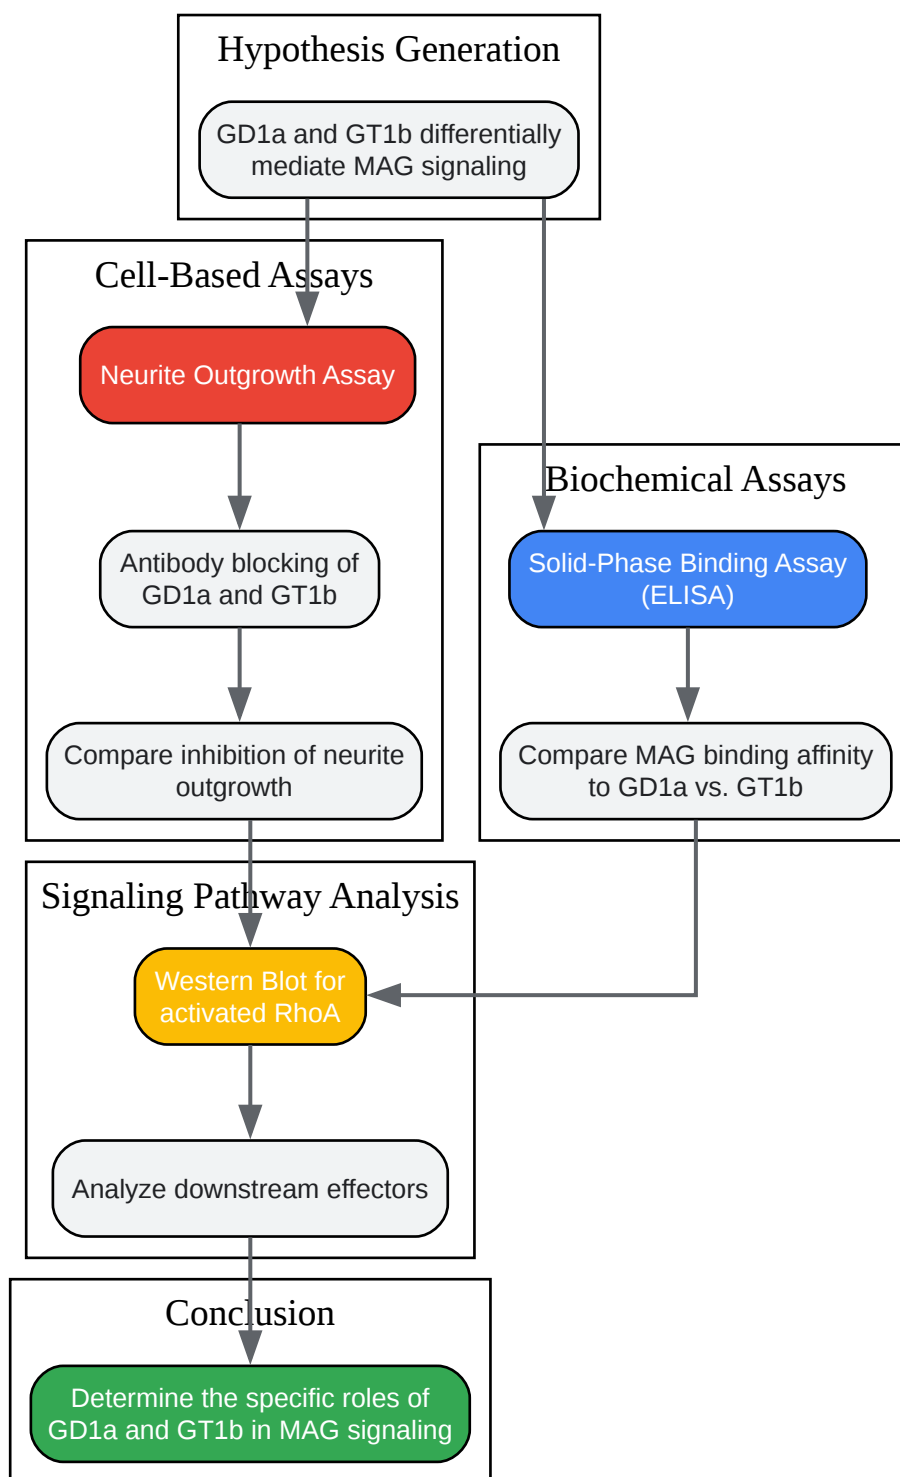 Hypothesis Generation
GD1a and GT1b differentially
mediate MAG signaling
Cell-Based Assays
Neurite Outgrowth Assay
Antibody blocking of
GD1a and GT1b
Compare inhibition of neurite
outgrowth
Biochemical Assays
Solid-Phase Binding Assay
(ELISA)
Compare MAG binding affinity
to GD1a vs. GT1b
Signaling Pathway Analysis
Western Blot for
activated RhoA
Analyze downstream effectors
Conclusion
Determine the specific roles of
GD1a and GT1b in MAG signaling